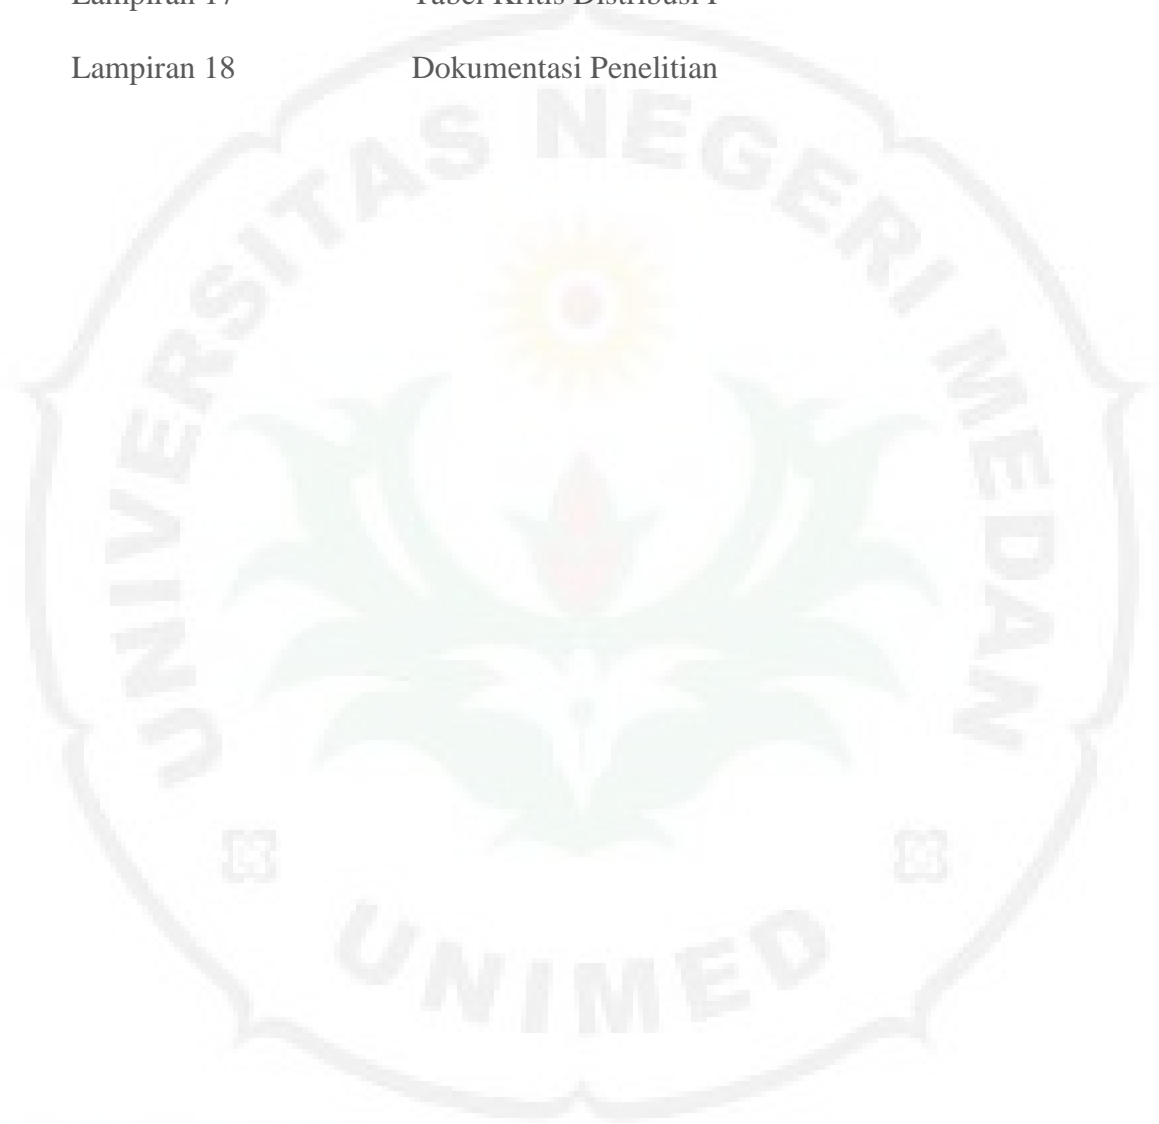 Lampiran 17 Tabel Kritis Distribusi
Lampiran 18 Dokumentasi Penelitian
UNIVERSITAS NEGERI MEDAN
UNIMED